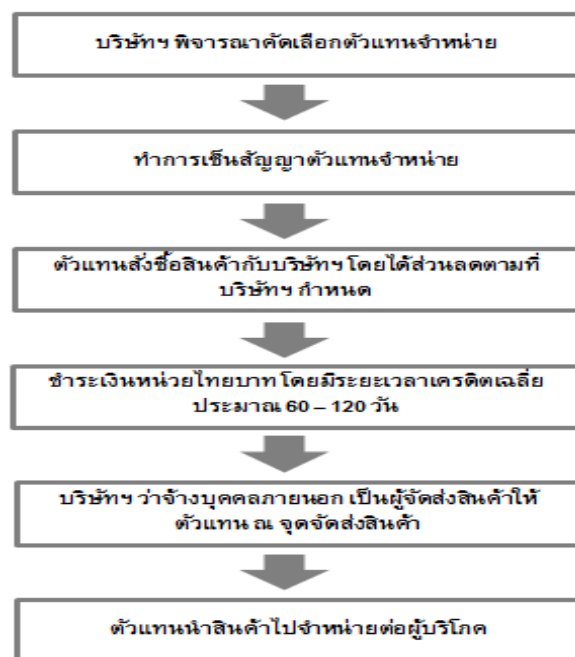 บริษัทฯ พิจารณาคัดเลือกตัวแทนจำหน่าย
ทำการเซ็นสัญญาตัวแทนจำหน่าย
ตัวแทนสั่งซื้อสินค้ากับบริษัทฯ โดยได้ส่วนลดตามที่
บริษัทฯ กำหนด
ชำระเงินหน่วยไทยบาท โดยมีระยะเวลาเครดิตเฉลี่ย
ประมาณ 60 – 120 วัน
บริษัทฯ ว่าจ้างบุคคลภายนอก เป็นผู้จัดส่งสินค้าให้
ตัวแทน ณ จุดจัดส่งสินค้า
ตัวแทนนำสินค้าไปจำหน่ายต่อผู้บริโภค